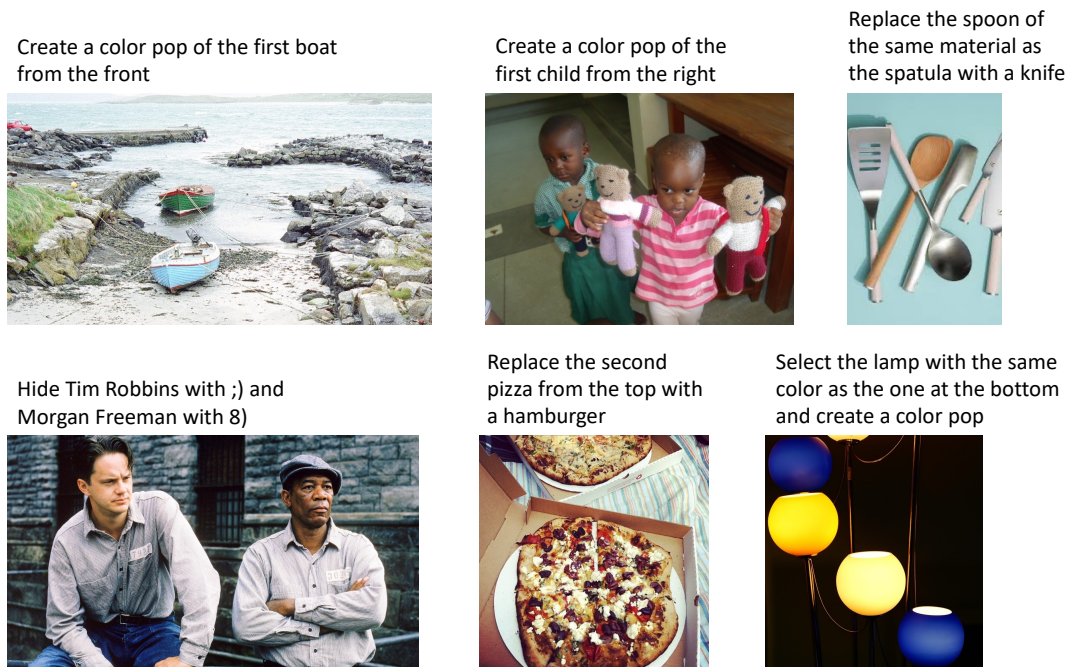 Create a color pop of the first boat
from the front
Create a color pop of the
first child from the right
Replace the spoon of
the same material as
the spatula with a knife
Hide Tim Robbins with ;) and
Morgan Freeman with 8)
Replace the second
pizza from the top with
a hamburger
Select the lamp with the same
color as the one at the bottom
and create a color pop